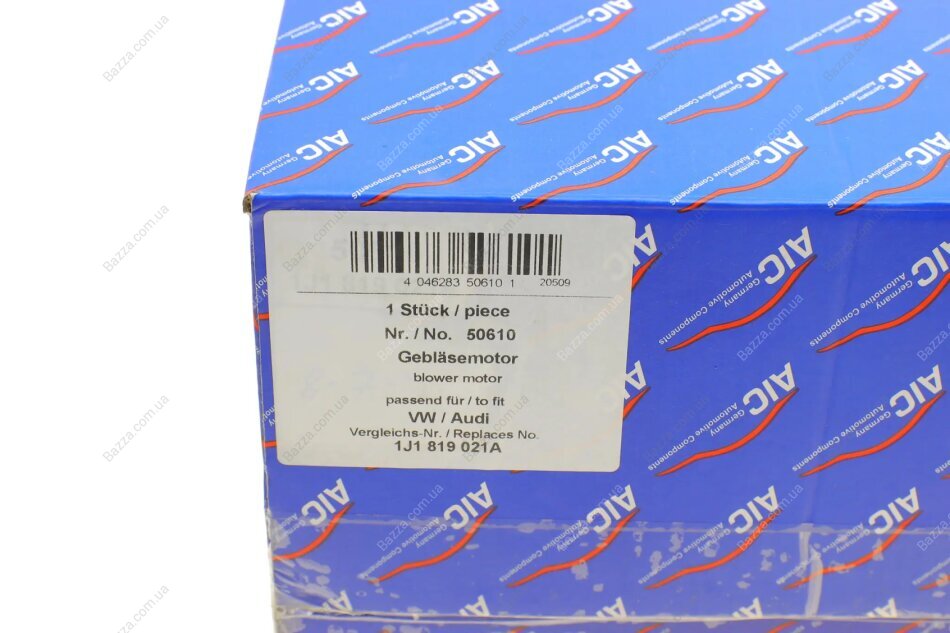 4 046283 50610 1 20509
1 Stück / piece
Nr. / No. 50610
Gebläsemotor
blower motor
passend für / to fit
VW / Audi
Vergleichs-Nr. / Replaces No.
1J1 819 021A
AIC
Germany
Automotive Components
Bazza.com.ua